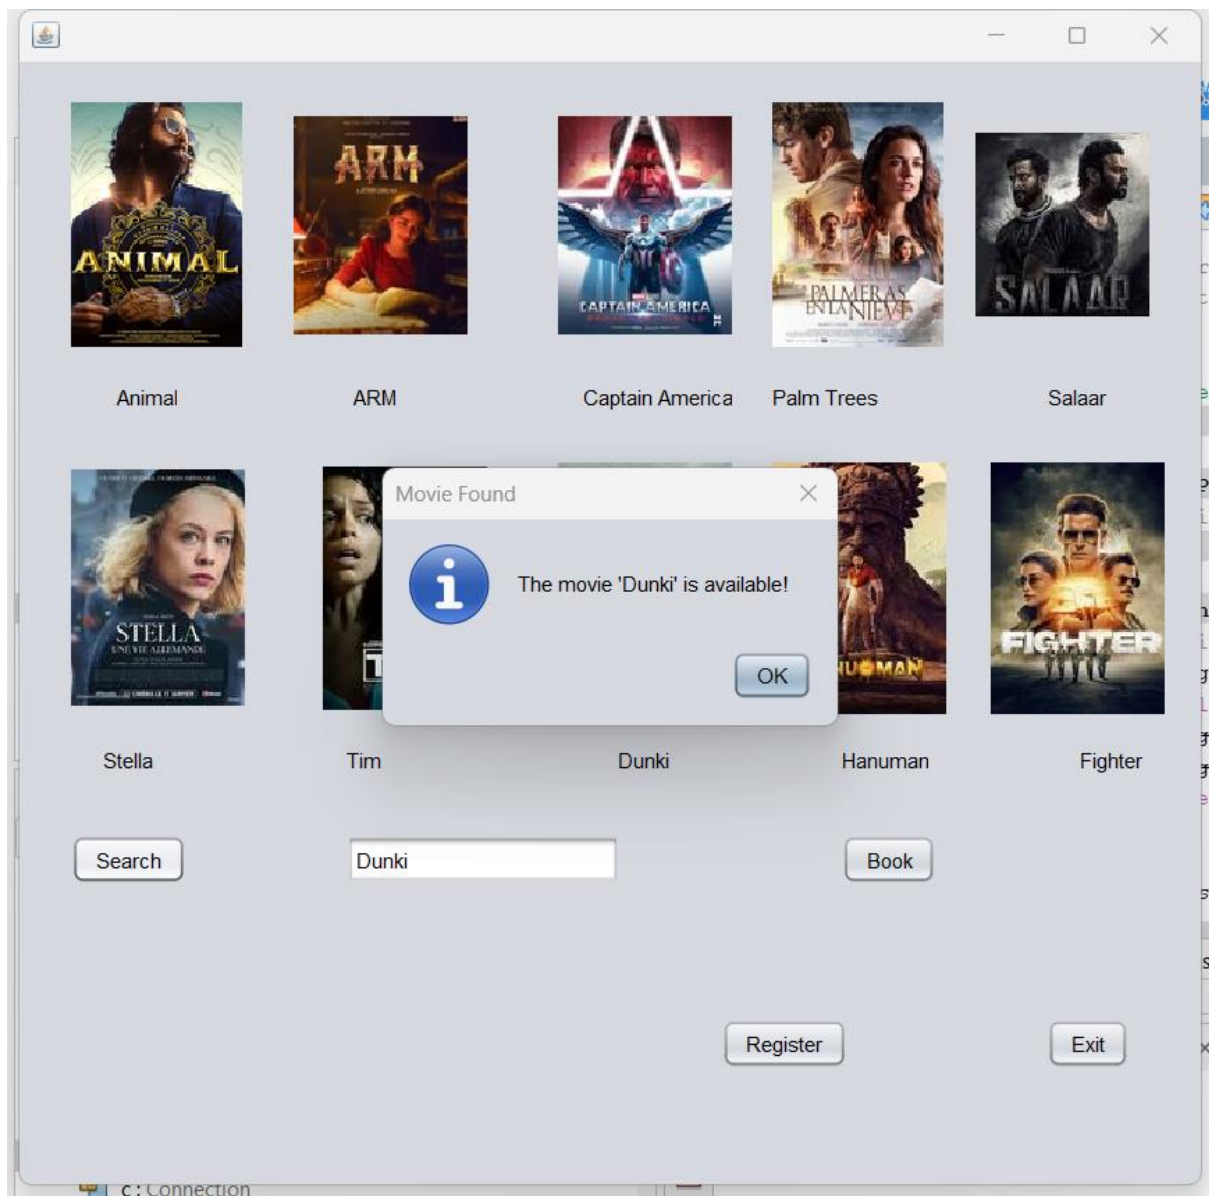 ANIMAL
ARM
CAPTAIN AMERICA
PALMERAS
EN LA NIEVE
SALAAR
Animal
ARM
Captain America
Palm Trees
Salaar
STELLA
UNE VIE ALLEMANDE
FIGHTER
Movie Found
The movie 'Dunki' is available!
OK
Stella
Tim
Dunki
Hanuman
Fighter
Search
Dunki
Book
Register
Exit
c : Connection